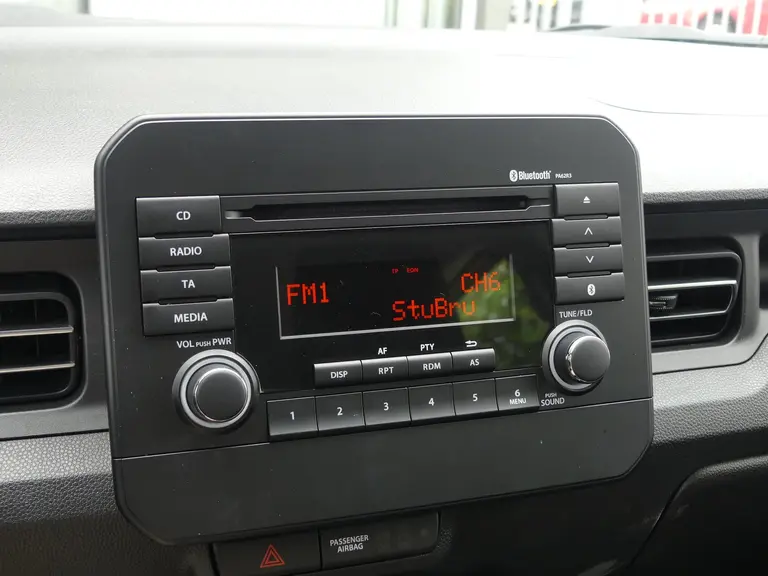 Bluetooth® PA62R3
CD
RADIO
TA
MEDIA
FM1 CH6
StuBru
VOL PUSH PWR
TUNE/FLD
AF PTY
DISP RPT RDM AS
1 2 3 4 5 6
MENU
PUSH
SOUND
PASSENGER
AIRBAG